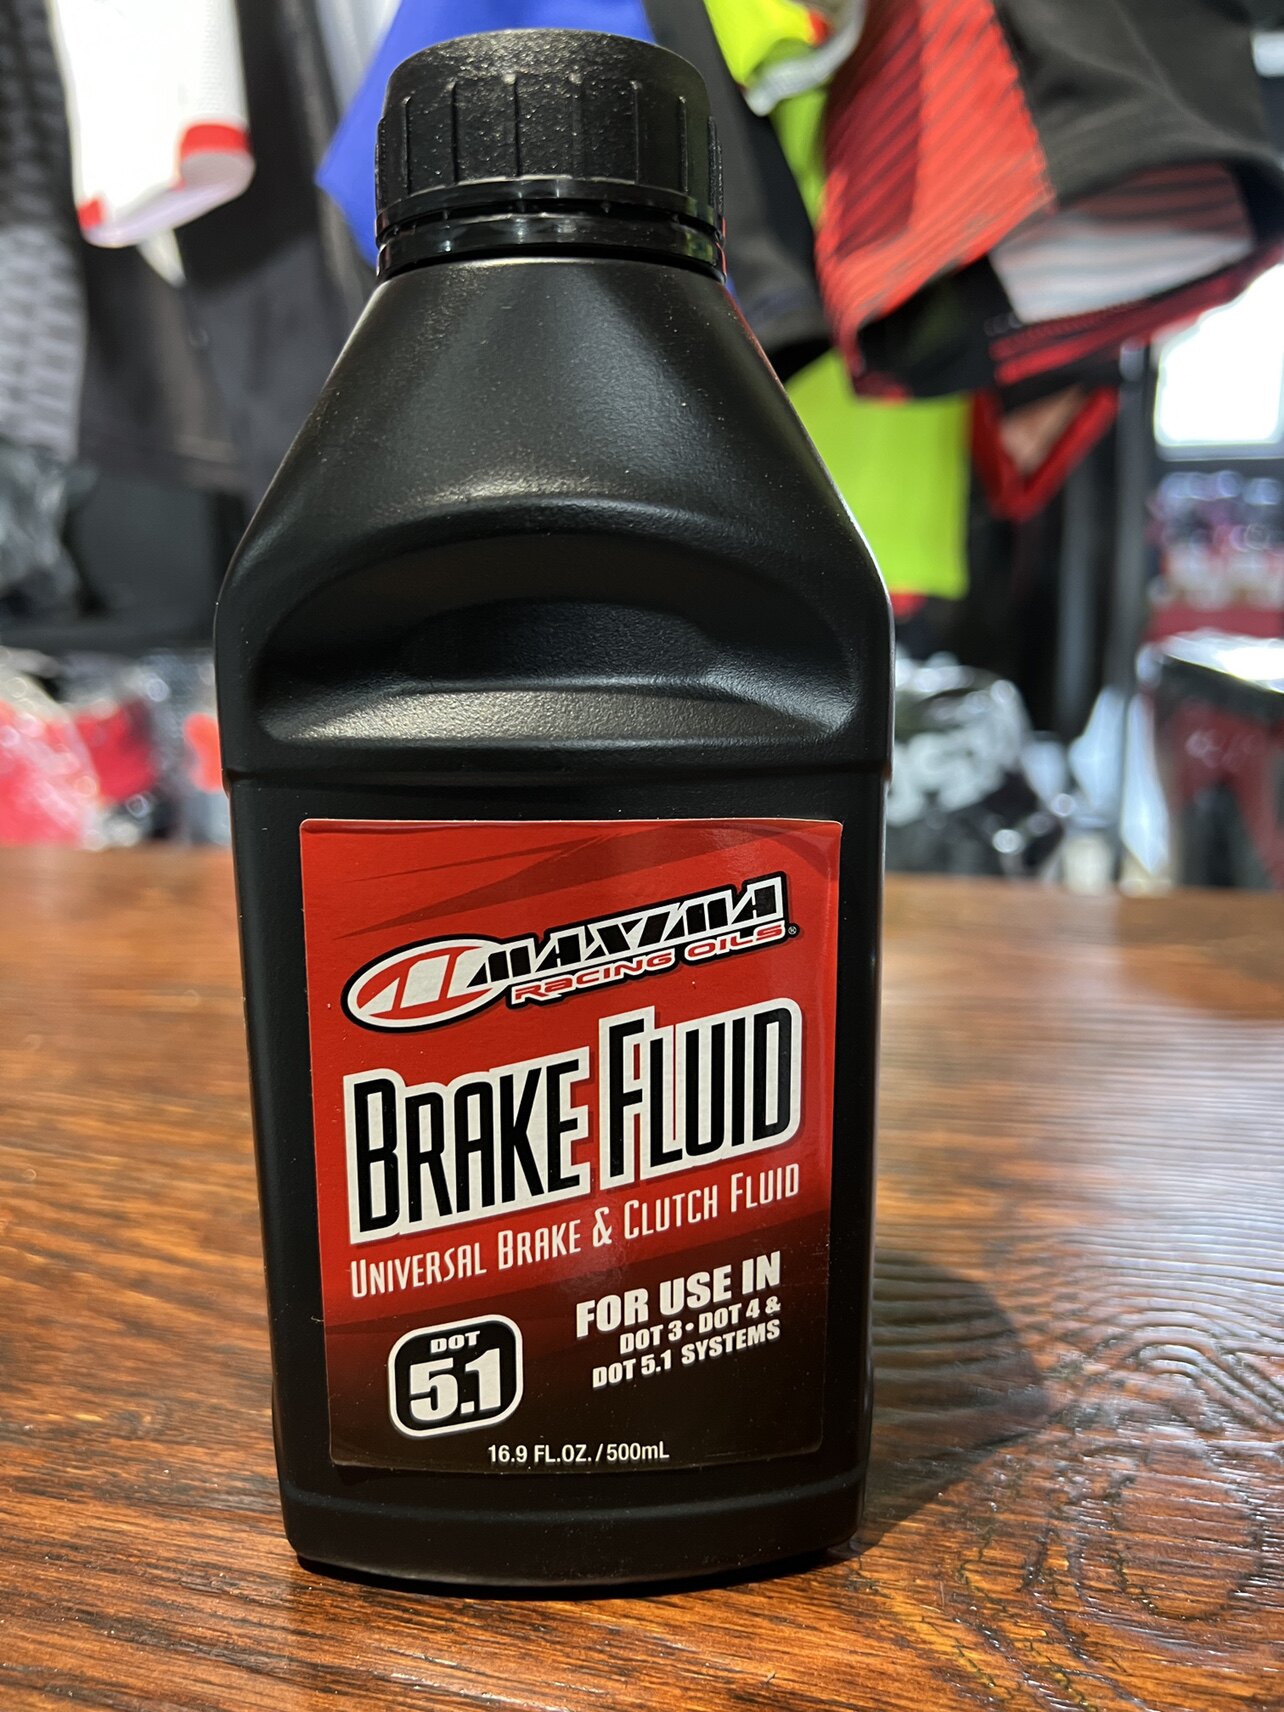 MAXIMA
RACING OILS®
BRAKE FLUID
UNIVERSAL BRAKE & CLUTCH FLUID
FOR USE IN
DOT 3 • DOT 4 &
DOT 5.1 SYSTEMS
DOT
5.1
16.9 FL.OZ. / 500mL